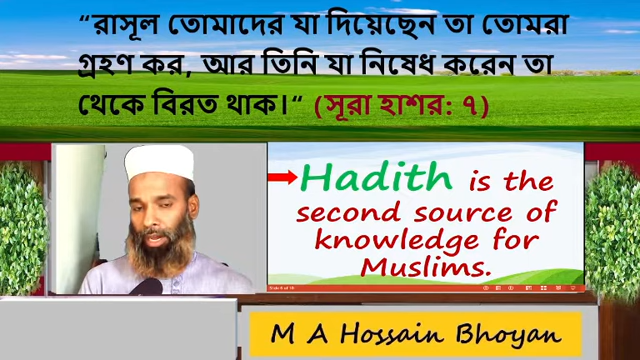 “রাসূল তোমাদের যা দিয়েছেন তা তোমরা
গ্রহণ কর, আর তিনি যা নিষেধ করেন তা
থেকে বিরত থাক।“ (সূরা হাশর: ৭)
Hadith is the
second source of
knowledge for
Muslims.
M A Hossain Bhoyan